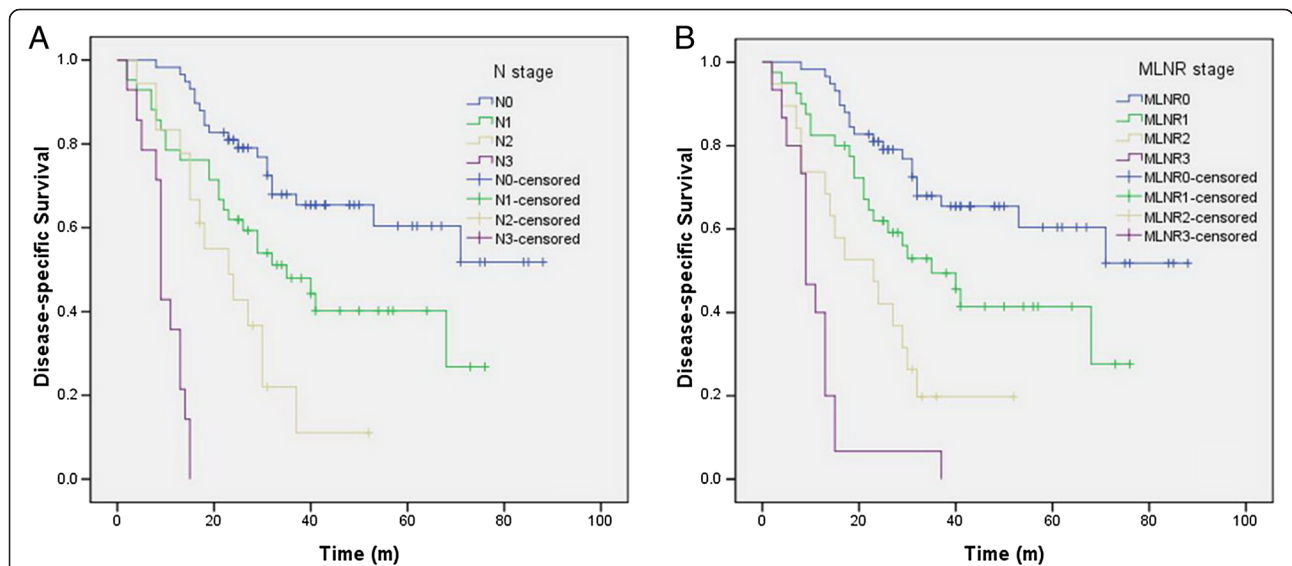 A
N stage
N0
N1
N2
N3
N0-censored
N1-censored
N2-censored
N3-censored
Disease-specific Survival
1.0
0.8
0.6
0.4
0.2
0.0
0 20 40 60 80 100
Time (m)
B
MLNR stage
MLNR0
MLNR1
MLNR2
MLNR3
MLNR0-censored
MLNR1-censored
MLNR2-censored
MLNR3-censored
Disease-specific Survival
1.0
0.8
0.6
0.4
0.2
0.0
0 20 40 60 80 100
Time (m)